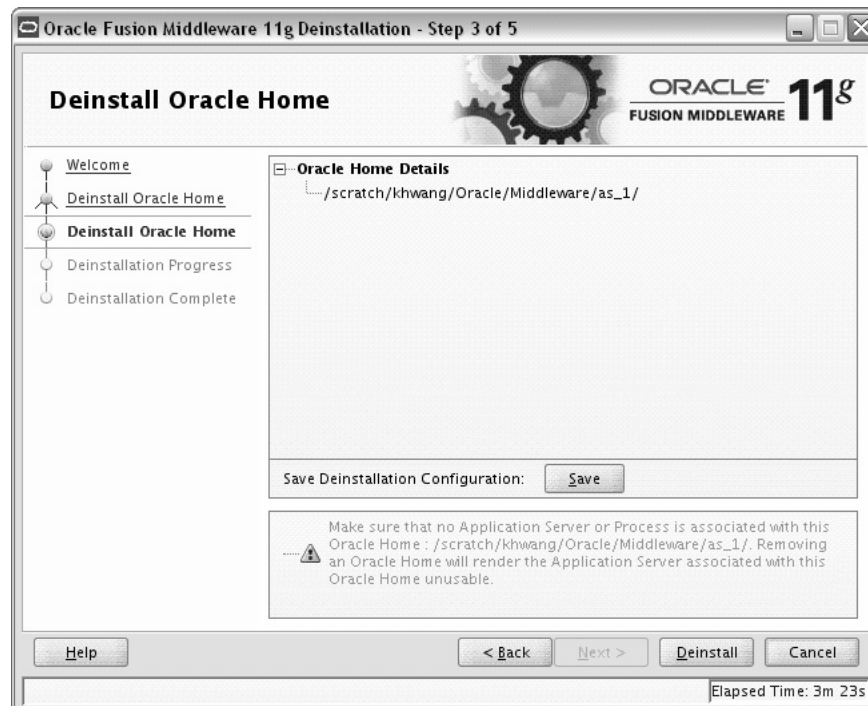 Oracle Fusion Middleware 11g Deinstallation - Step 3 of 5
Deinstall Oracle Home
ORACLE
FUSION MIDDLEWARE
11g
Welcome
Deinstall Oracle Home
Deinstall Oracle Home
Deinstallation Progress
Deinstallation Complete
Oracle Home Details
/scratch/khwang/Oracle/Middleware/as_1/
Save Deinstallation Configuration:
Save
Make sure that no Application Server or Process is associated with this
Oracle Home : /scratch/khwang/Oracle/Middleware/as_1/. Removing
an Oracle Home will render the Application Server associated with this
Oracle Home unusable.
Help
< Back
Next >
Deinstall
Cancel
Elapsed Time: 3m 23s